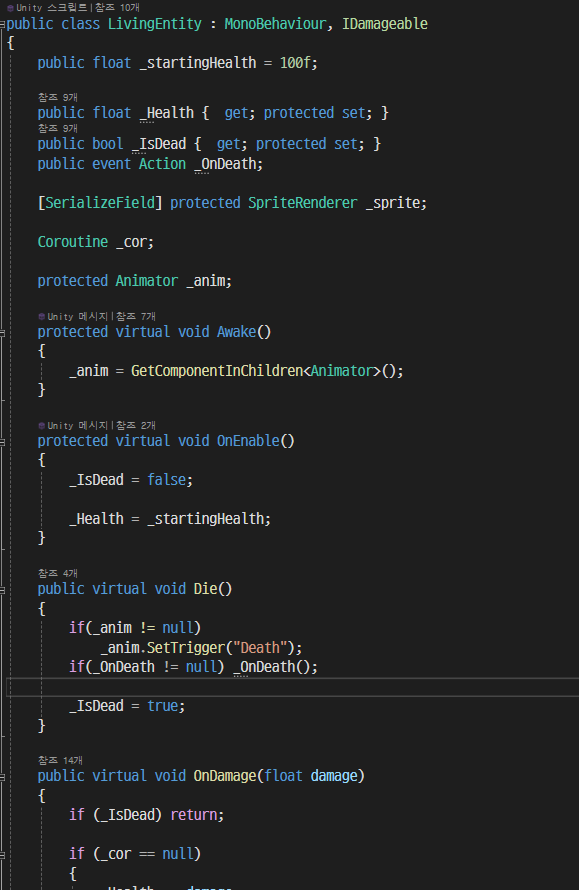 Unity 스크립트 | 참조 10개
public class LivingEntity : MonoBehaviour, IDamageable
{
public float _startingHealth = 100f;
참조 9개
public float _Health {  get; protected set; }
참조 9개
public bool _IsDead {  get; protected set; }
public event Action _OnDeath;
[SerializeField] protected SpriteRenderer _sprite;
Coroutine _cor;
protected Animator _anim;
Unity 메시지 | 참조 7개
protected virtual void Awake()
{
_anim = GetComponentInChildren<Animator>();
}
Unity 메시지 | 참조 2개
protected virtual void OnEnable()
{
_IsDead = false;
_Health = _startingHealth;
}
참조 4개
public virtual void Die()
{
if(_anim != null)
_anim.SetTrigger("Death");
if(_OnDeath != null) _OnDeath();
_IsDead = true;
}
참조 14개
public virtual void OnDamage(float damage)
{
if (_IsDead) return;
if (_cor == null)
{